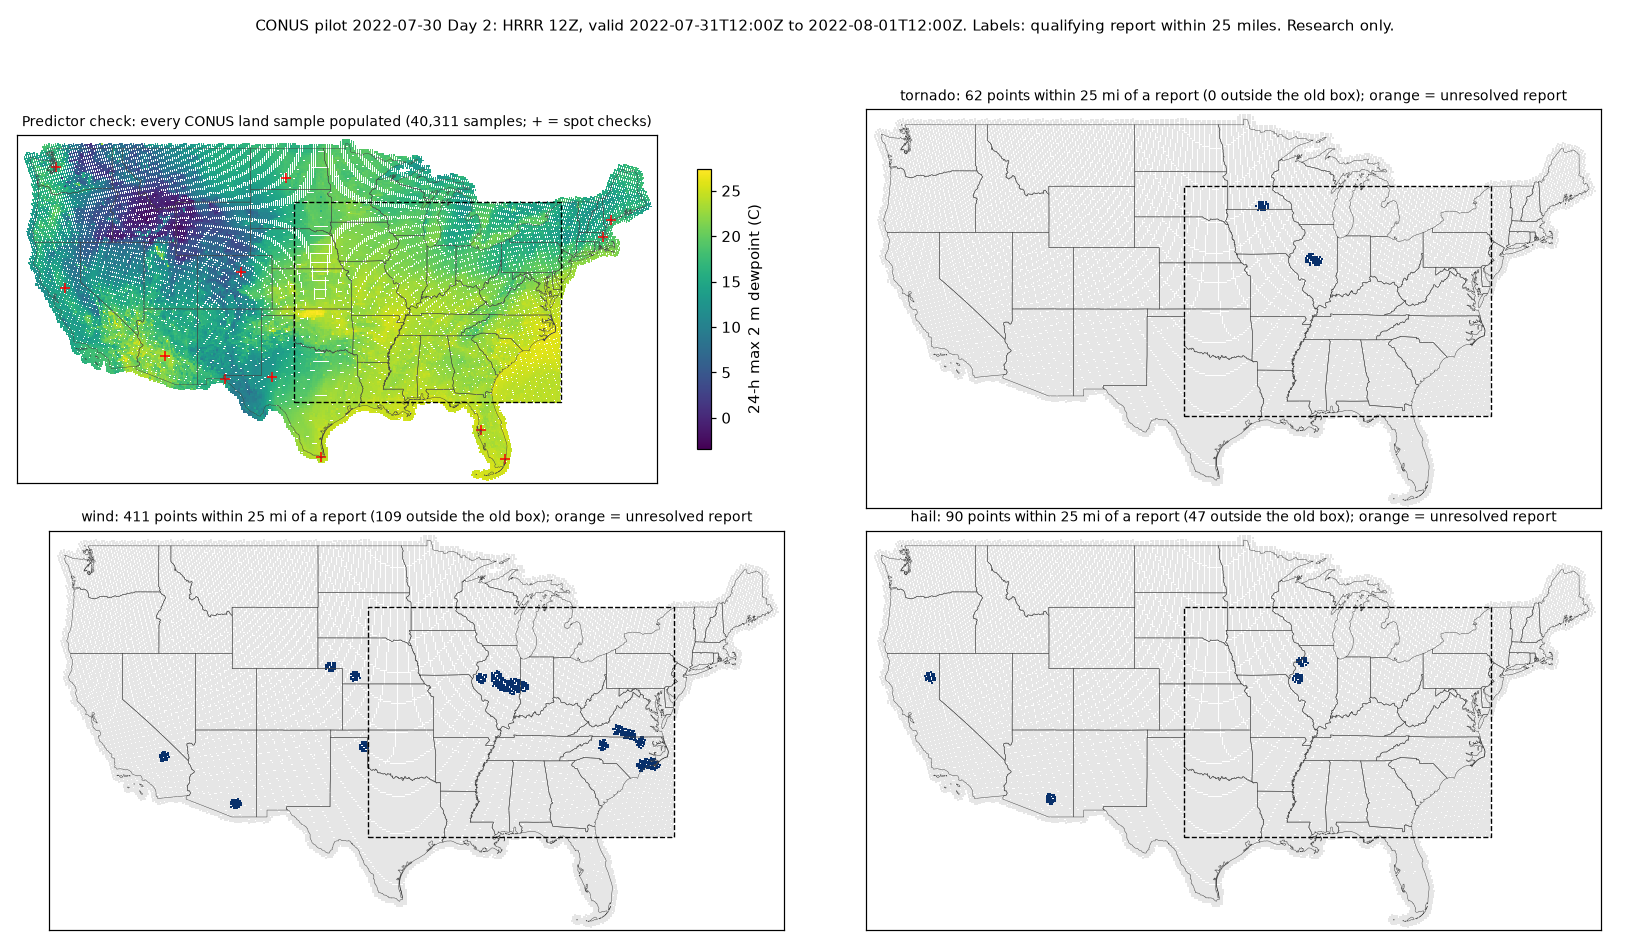 CONUS pilot 2022-07-30 Day 2: HRRR 12Z, valid 2022-07-31T12:00Z to 2022-08-01T12:00Z. Labels: qualifying report within 25 miles. Research only.
Predictor check: every CONUS land sample populated (40,311 samples; + = spot checks)
25
20
15
10
5
0
24-h max 2 m dewpoint (C)
tornado: 62 points within 25 mi of a report (0 outside the old box); orange = unresolved report
wind: 411 points within 25 mi of a report (109 outside the old box); orange = unresolved report
hail: 90 points within 25 mi of a report (47 outside the old box); orange = unresolved report